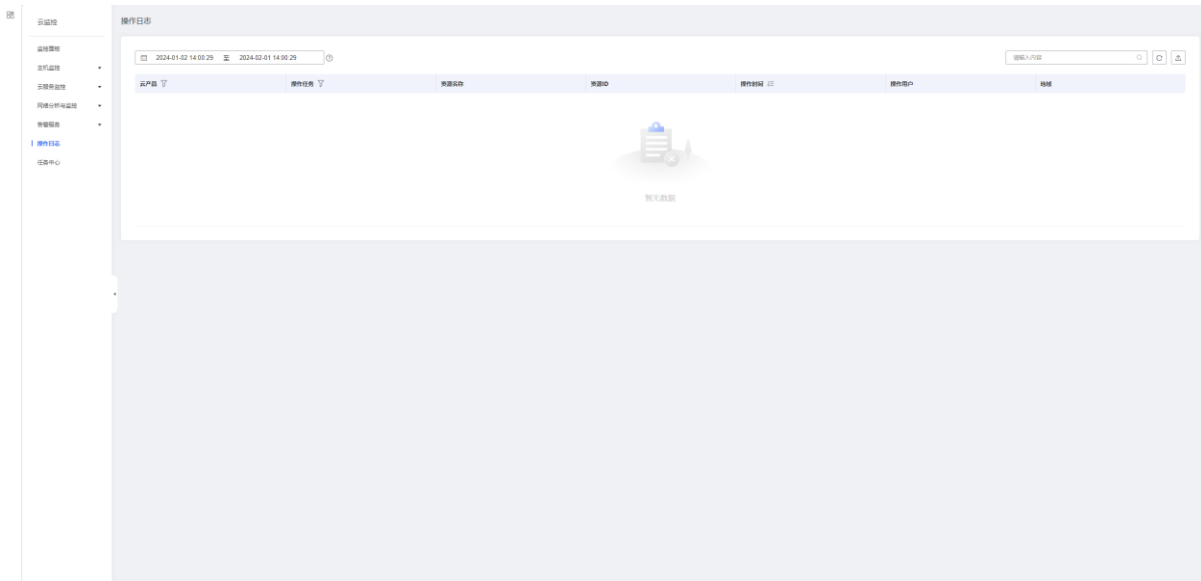 云监控
操作日志
监控面板
主机监控
云服务监控
网络分析与监控
告警服务
操作日志
任务中心
2024-01-02 14:00:29 至 2024-02-01 14:00:29
请输入内容
云产品 操作任务 资源名称 资源ID 操作时间 操作用户 地域
暂无数据